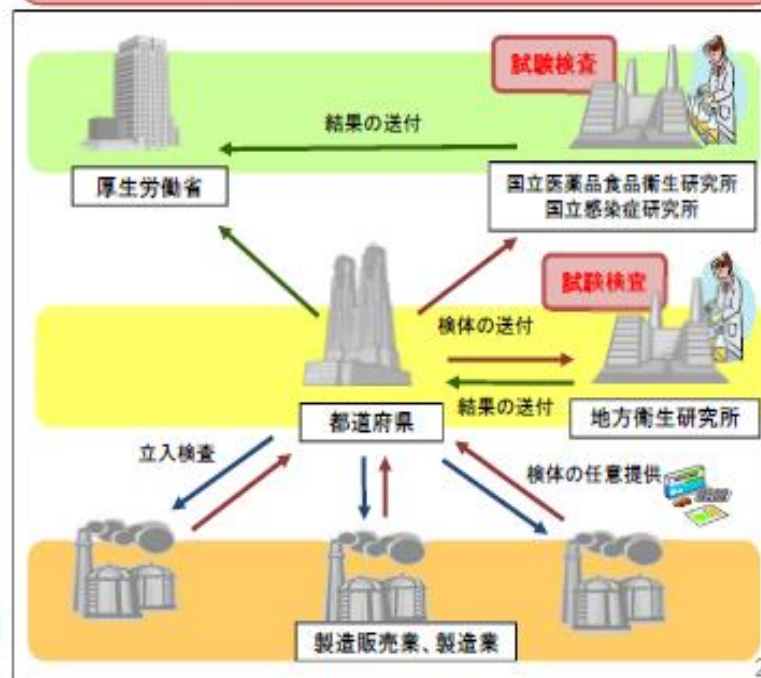 試験検査
結果の送付
厚生労働省
国立医薬品食品衛生研究所
国立感染症研究所
試験検査
検体の送付
結果の送付
都道府県
地方衛生研究所
立入検査
検体の任意提供
製造販売業、製造業
2